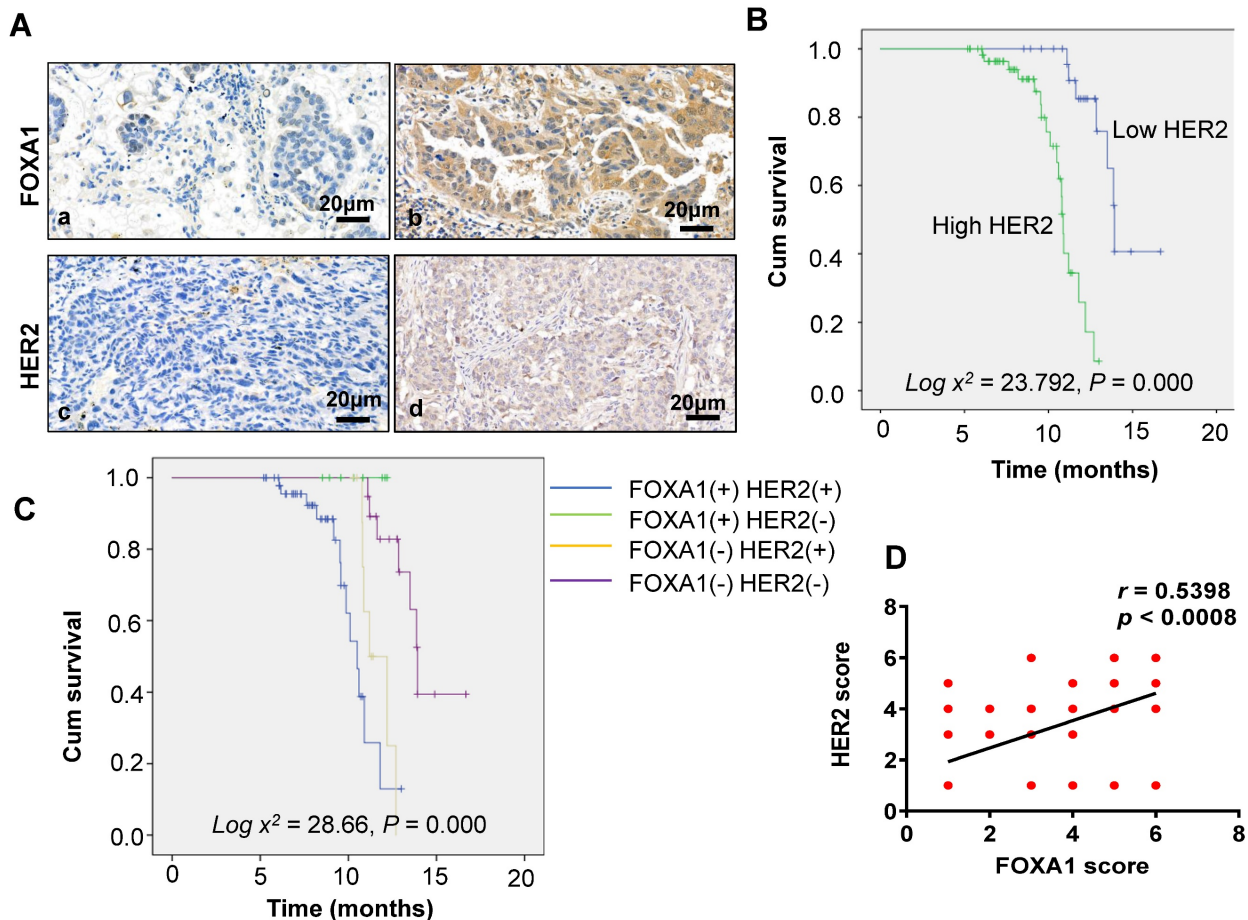 A
FOXA1
a
20μm
b
20μm
HER2
c
20μm
d
20μm
B
Cum survival
1.0
0.8
0.6
0.4
0.2
0.0
Low HER2
High HER2
Log x² = 23.792, P = 0.000
0 5 10 15 20
Time (months)
C
Cum survival
1.0
0.8
0.6
0.4
0.2
0.0
Log x² = 28.66, P = 0.000
0 5 10 15 20
Time (months)
FOXA1(+) HER2(+)
FOXA1(+) HER2(-)
FOXA1(-) HER2(+)
FOXA1(-) HER2(-)
D
r = 0.5398
p < 0.0008
HER2 score
8
6
4
2
0
0 2 4 6 8
FOXA1 score